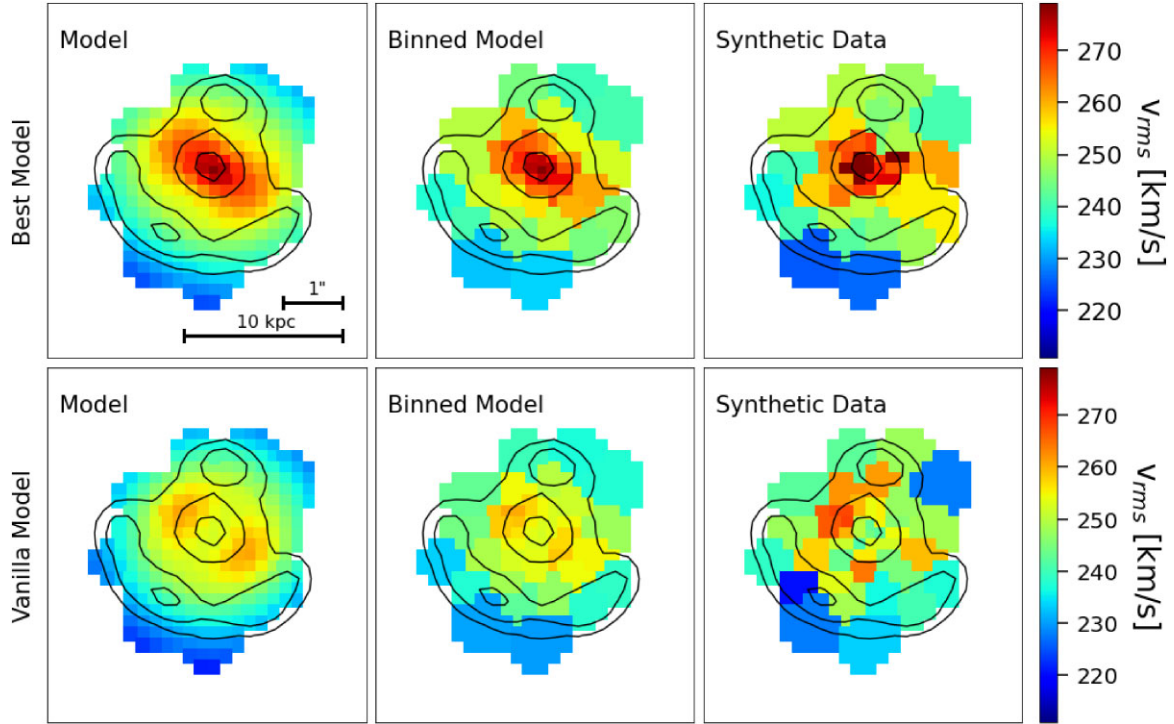 Model
Binned Model
Synthetic Data
Best Model
1"
10 kpc
270
260
250
240
230
220
v_rms [km/s]
Model
Binned Model
Synthetic Data
Vanilla Model
270
260
250
240
230
220
v_rms [km/s]